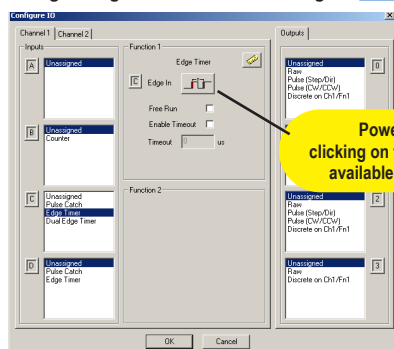 Configure IO
Channel 1
Channel 2
Inputs
A
Unassigned
B
Unassigned
Counter
C
Unassigned
Pulse Catch
Edge Timer
Dual Edge Timer
D
Unassigned
Pulse Catch
Edge Timer
Function 1
Edge Timer
C Edge In
Free Run
Enable Timeout
Timeout 0 us
Function 2
Outputs
Unassigned
Raw
Pulse (Step/Dir)
Pulse (CW/CCW)
Discrete on Ch1/Fn1
0
clicking on
available
Unassigned
Raw
Pulse (Step/Dir)
Pulse (CW/CCW)
Discrete on Ch1/Fn1
2
Unassigned
Raw
Discrete on Ch1/Fn1
3
OK
Cancel